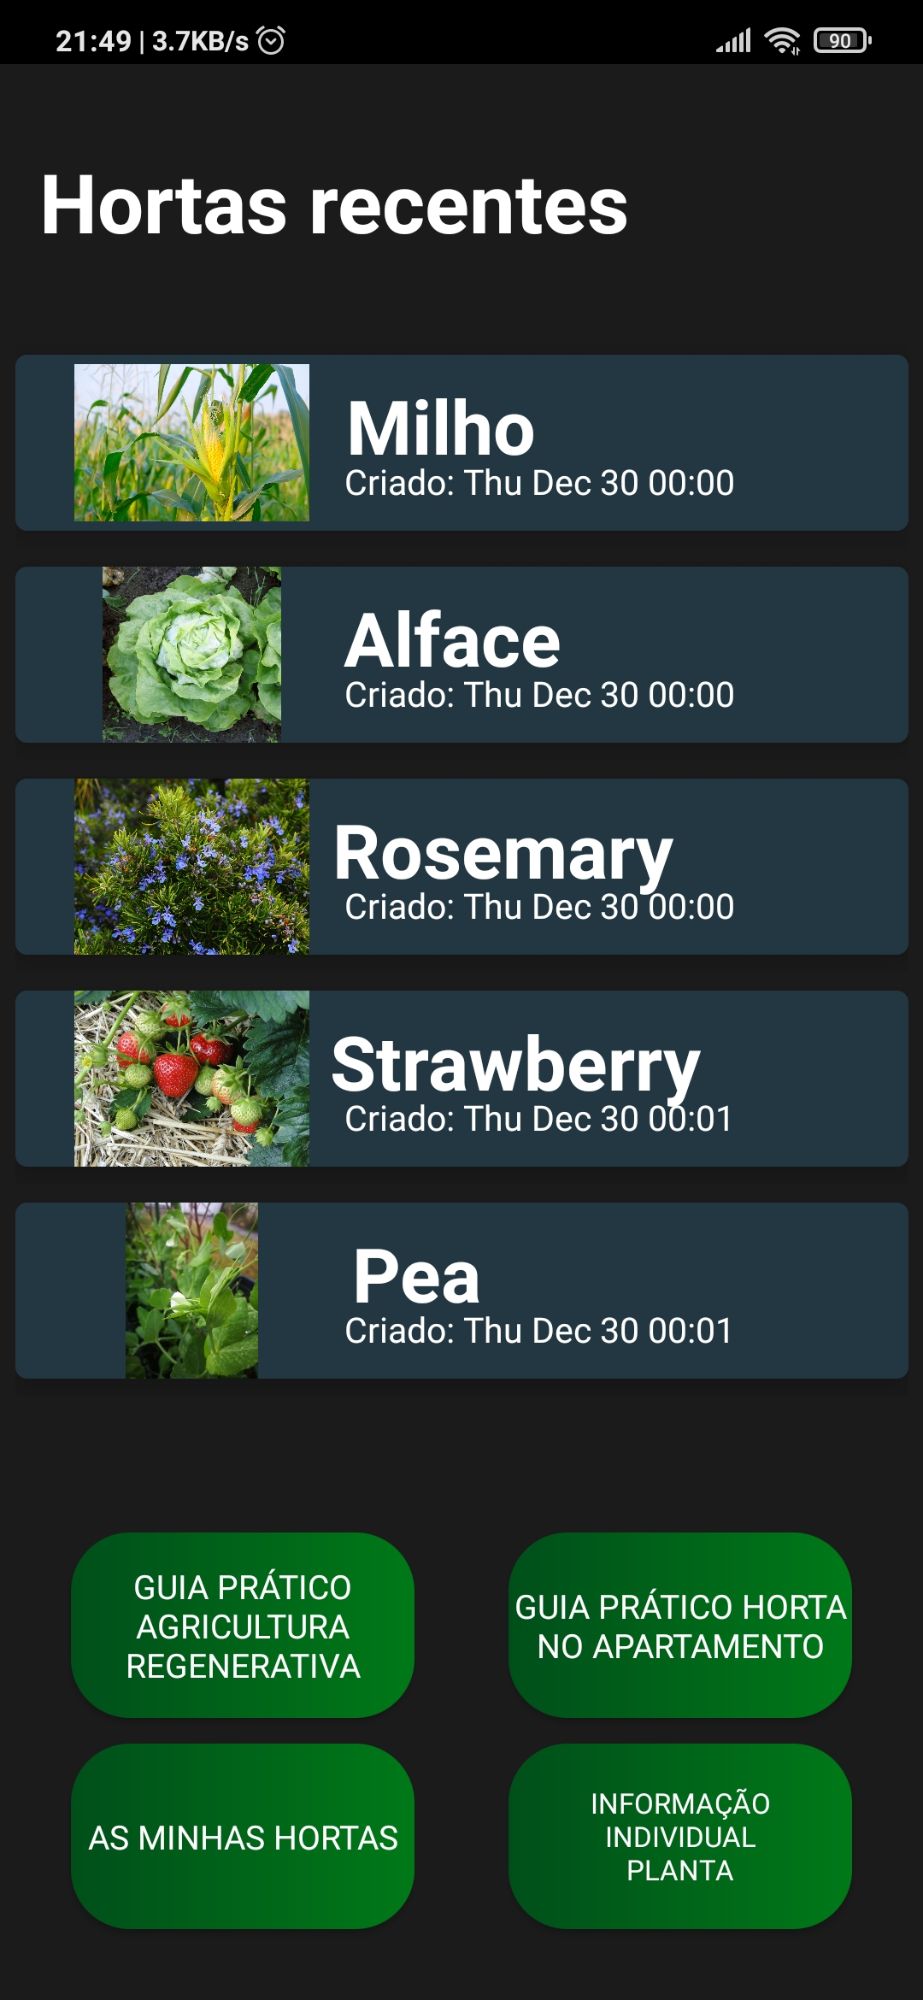 21:49 | 3.7KB/s
90
Hortas recentes
Milho
Criado: Thu Dec 30 00:00
Alface
Criado: Thu Dec 30 00:00
Rosemary
Criado: Thu Dec 30 00:00
Strawberry
Criado: Thu Dec 30 00:01
Pea
Criado: Thu Dec 30 00:01
GUIA PRÁTICO
AGRICULTURA
REGENERATIVA
GUIA PRÁTICO HORTA
NO APARTAMENTO
AS MINHAS HORTAS
INFORMAÇÃO
INDIVIDUAL
PLANTA